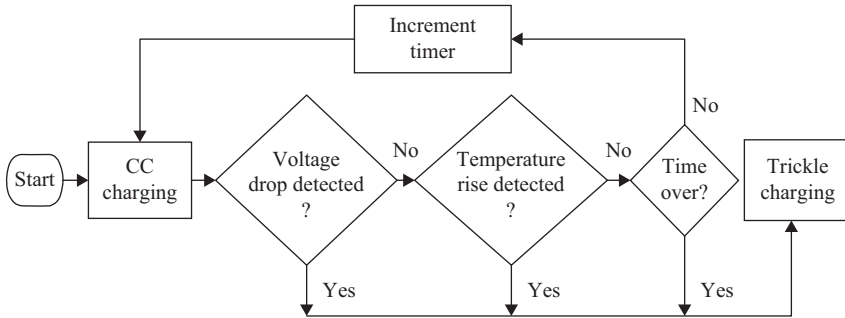 Increment
timer
No
Start
CC
charging
Voltage
drop detected
?
No
Temperature
rise detected
?
No
Time
over?
Trickle
charging
Yes
Yes
Yes